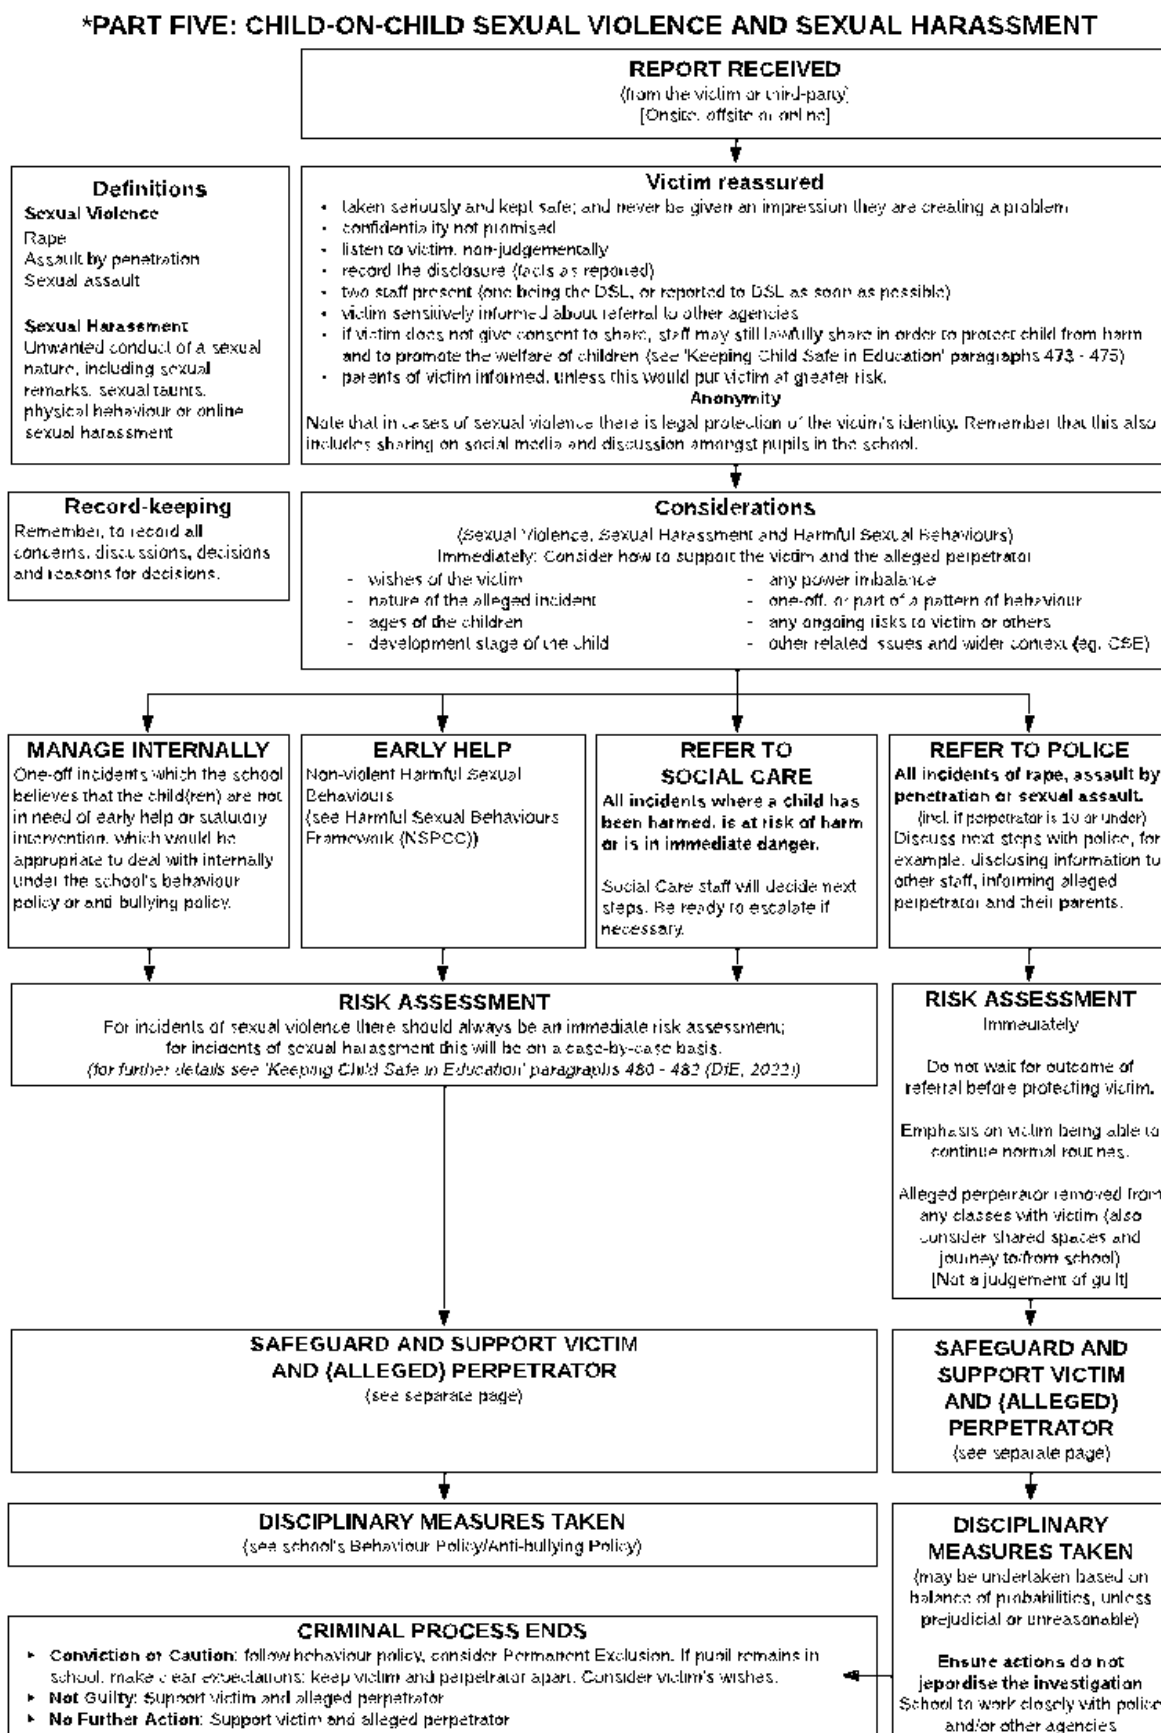 *PART FIVE: CHILD-ON-CHILD SEXUAL VIOLENCE AND SEXUAL HARASSMENT
REPORT RECEIVED
(from the victim or third-party)
[Onsite, offsite or online]
Definitions
Sexual Violence
Rape
Assault by penetration
Sexual assault
Sexual Harassment
Unwanted conduct of a sexual
nature, including sexual
remarks, sexual taunts,
physical behaviour or online
sexual harassment
Victim reassured
• taken seriously and kept safe; and never be given an impression they are creating a problem
• confidentiality not promised
• listen to victim, non-judgementally
• record the disclosure (facts as reported)
• two staff present (one being the DSL, or reported to DSL as soon as possible)
• victim sensitively informed about referral to other agencies
• if victim does not give consent to share, staff may still lawfully share in order to protect child from harm
and to promote the welfare of children (see 'Keeping Child Safe in Education' paragraphs 473 - 475)
• parents of victim informed, unless this would put victim at greater risk.
Anonymity
Note that in cases of sexual violence there is legal protection of the victim's identity. Remember that this also
includes sharing on social media and discussion amongst pupils in the school.
Record-keeping
Remember, to record all
concerns, discussions, decisions
and reasons for decisions.
Considerations
(Sexual Violence, Sexual Harassment and Harmful Sexual Behaviours)
Immediately: Consider how to support the victim and the alleged perpetrator
- wishes of the victim
- nature of the alleged incident
- ages of the children
- development stage of the child
- any power imbalance
- one-off, or part of a pattern of behaviour
- any ongoing risks to victim or others
- other related issues and wider context (eg. CSE)
MANAGE INTERNALLY
One-off incidents which the school
believes that the child(ren) are not
in need of early help or statutory
intervention, which would be
appropriate to deal with internally
under the school's behaviour
policy or anti bullying policy.
EARLY HELP
Non-violent Harmful Sexual
Behaviours
(see Harmful Sexual Behaviours
Framework (NSPCC))
REFER TO
SOCIAL CARE
All incidents where a child has
been harmed, is at risk of harm
or is in immediate danger.
Social Care staff will decide next
steps. Be ready to escalate if
necessary.
REFER TO POLICE
All incidents of rape, assault by
penetration or sexual assault.
(incl. if perpetrator is 10 or under)
Discuss next steps with police, for
example, disclosing information to
other staff, informing alleged
perpetrator and their parents.
RISK ASSESSMENT
For incidents of sexual violence there should always be an immediate risk assessment;
for incidents of sexual harassment this will be on a case-by-case basis.
(for further details see 'Keeping Child Safe in Education' paragraphs 480 - 482 (DfE, 2022))
RISK ASSESSMENT
Immediately
Do not wait for outcome of
referral before protecting victim.
Emphasis on victim being able to
continue normal routines.
Alleged perpetrator removed from
any classes with victim (also
consider shared spaces and
journey to/from school)
[Not a judgement of guilt]
SAFEGUARD AND SUPPORT VICTIM
AND (ALLEGED) PERPETRATOR
(see separate page)
SAFEGUARD AND
SUPPORT VICTIM
AND (ALLEGED)
PERPETRATOR
(see separate page)
DISCIPLINARY MEASURES TAKEN
(see school's Behaviour Policy/Anti-bullying Policy)
DISCIPLINARY
MEASURES TAKEN
(may be undertaken based on
balance of probabilities, unless
prejudicial or unreasonable)
Ensure actions do not
jepordise the investigation
School to work closely with police
and/or other agencies
CRIMINAL PROCESS ENDS
▸ Conviction or Caution: follow behaviour policy, consider Permanent Exclusion. If pupil remains in
school, make clear expectations; keep victim and perpetrator apart. Consider victim's wishes.
▸ Not Guilty: Support victim and alleged perpetrator
▸ No Further Action: Support victim and alleged perpetrator